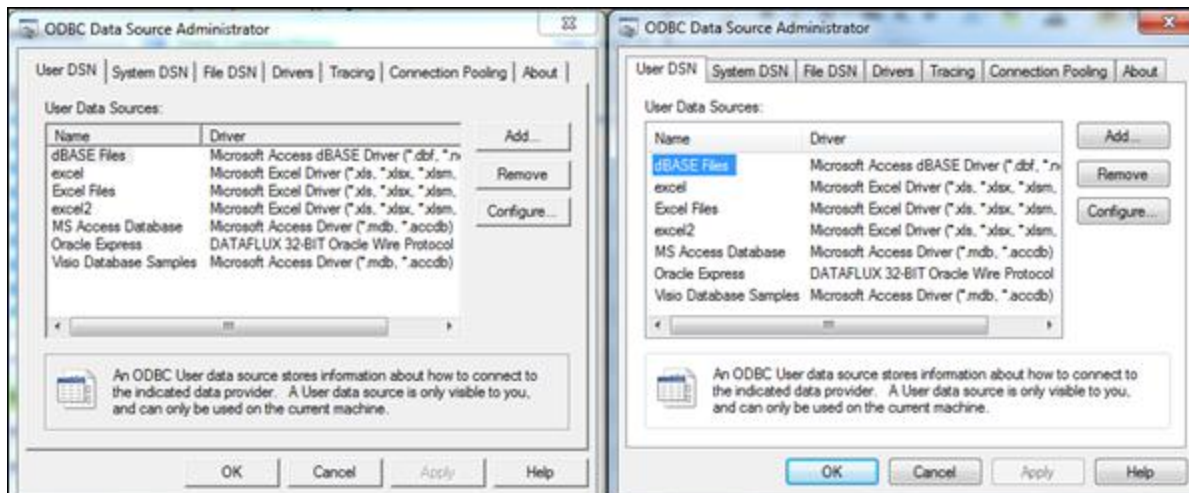 ODBC Data Source Administrator
User DSN System DSN File DSN Drivers Tracing Connection Pooling About
User Data Sources:
Name Driver
dBASE Files Microsoft Access dBASE Driver (*.dbf, *.n
excel Microsoft Excel Driver (*.xls, *.xlsx, *.xlsm,
Excel Files Microsoft Excel Driver (*.xls, *.xlsx, *.xlsm,
excel2 Microsoft Excel Driver (*.xls, *.xlsx, *.xlsm,
MS Access Database Microsoft Access Driver (*.mdb, *.accdb)
Oracle Express DATAFLUX 32-BIT Oracle Wire Protocol
Visio Database Samples Microsoft Access Driver (*.mdb, *.accdb)
Add...
Remove
Configure...
An ODBC User data source stores information about how to connect to
the indicated data provider. A User data source is only visible to you,
and can only be used on the current machine.
OK Cancel Apply Help
ODBC Data Source Administrator
User DSN System DSN File DSN Drivers Tracing Connection Pooling About
User Data Sources:
Name Driver
dBASE Files Microsoft Access dBASE Driver (*.dbf, *.n
excel Microsoft Excel Driver (*.xls, *.xlsx, *.xlsm,
Excel Files Microsoft Excel Driver (*.xls, *.xlsx, *.xlsm,
excel2 Microsoft Excel Driver (*.xls, *.xlsx, *.xlsm,
MS Access Database Microsoft Access Driver (*.mdb, *.accdb)
Oracle Express DATAFLUX 32-BIT Oracle Wire Protocol
Visio Database Samples Microsoft Access Driver (*.mdb, *.accdb)
Add...
Remove
Configure...
An ODBC User data source stores information about how to connect to
the indicated data provider. A User data source is only visible to you,
and can only be used on the current machine.
OK Cancel Apply Help